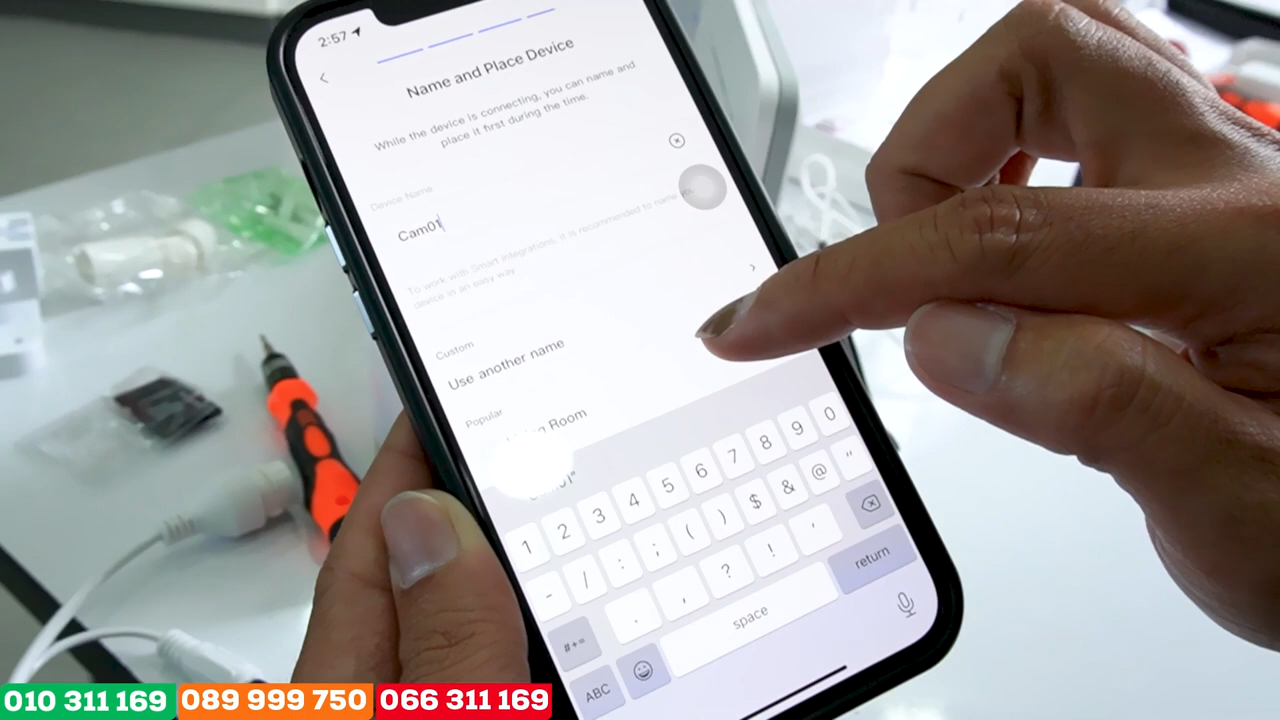 2:57
Name and Place Device
While the device is connecting, you can name and
place it first during the time.
Device Name
Cam01
To work with Smart integrations, it is recommended to name
device in an easy way
Custom
Use another name
Popular
Room
1 2 3 4 5 6 7 8 9 0
- / : ; ( ) $ & @ "
#+= . , ? ! '
ABC space return
010 311 169 089 999 750 066 311 169